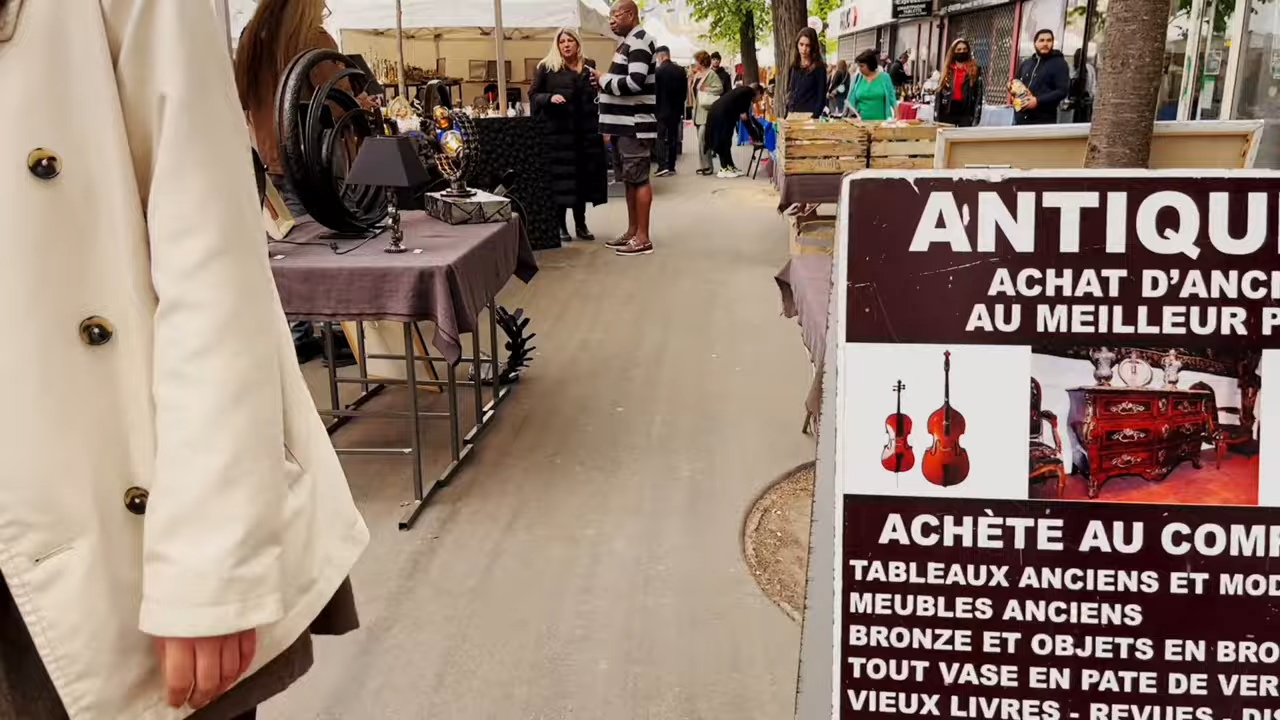 ANTIQU
ACHAT D'ANCI
AU MEILLEUR P
ACHÈTE AU COMP
TABLEAUX ANCIENS ET MOD
MEUBLES ANCIENS
BRONZE ET OBJETS EN BRO
TOUT VASE EN PATE DE VER
VIEUX LIVRES - REVUES - DIS